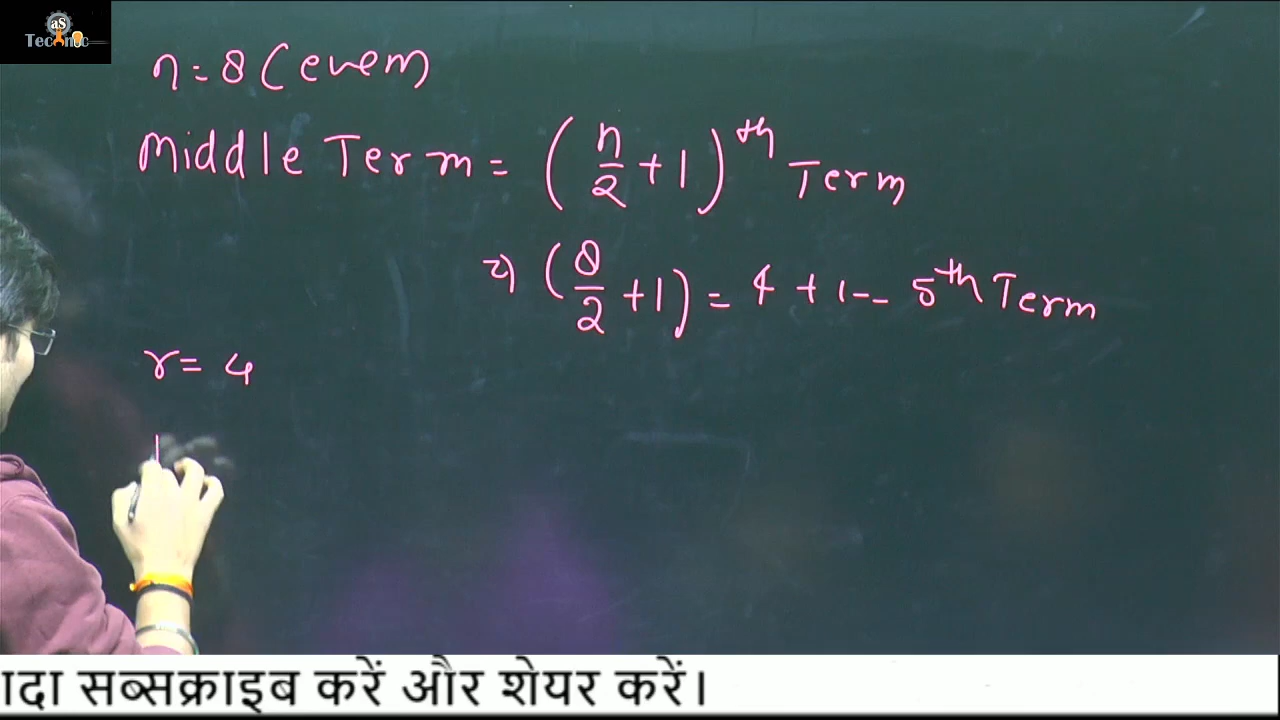 aS
Tecnic
n = 8 (even)
Middle Term = (n/2 + 1)th Term
⇒ (8/2 + 1) = 4 + 1 = 5th Term
r = 4
ादा सब्सक्राइब करें और शेयर करें।